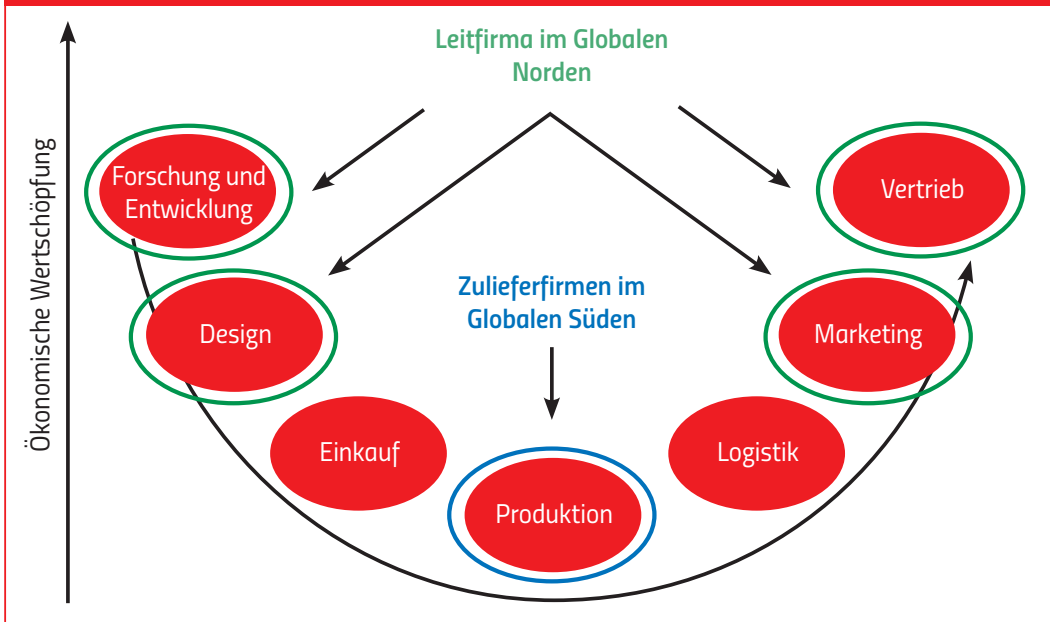 Ökonomische Wertschöpfung
Leitfirma im Globalen
Norden
Forschung und
Entwicklung
Vertrieb
Zulieferfirmen im
Globalen Süden
Design
Marketing
Einkauf
Logistik
Produktion